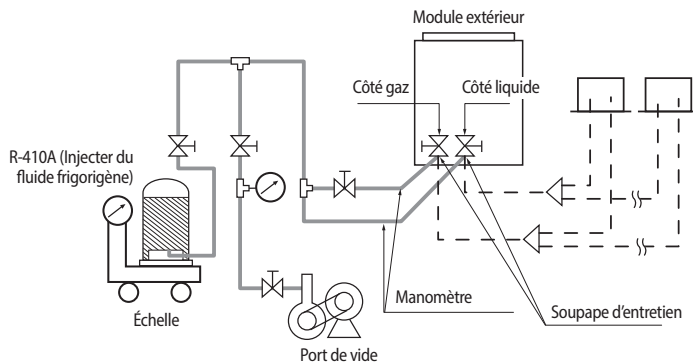 Module extérieur
Côté gaz
Côté liquide
R-410A (Injecter du
fluide frigorigène)
Échelle
Manomètre
Soupape d'entretien
Port de vide